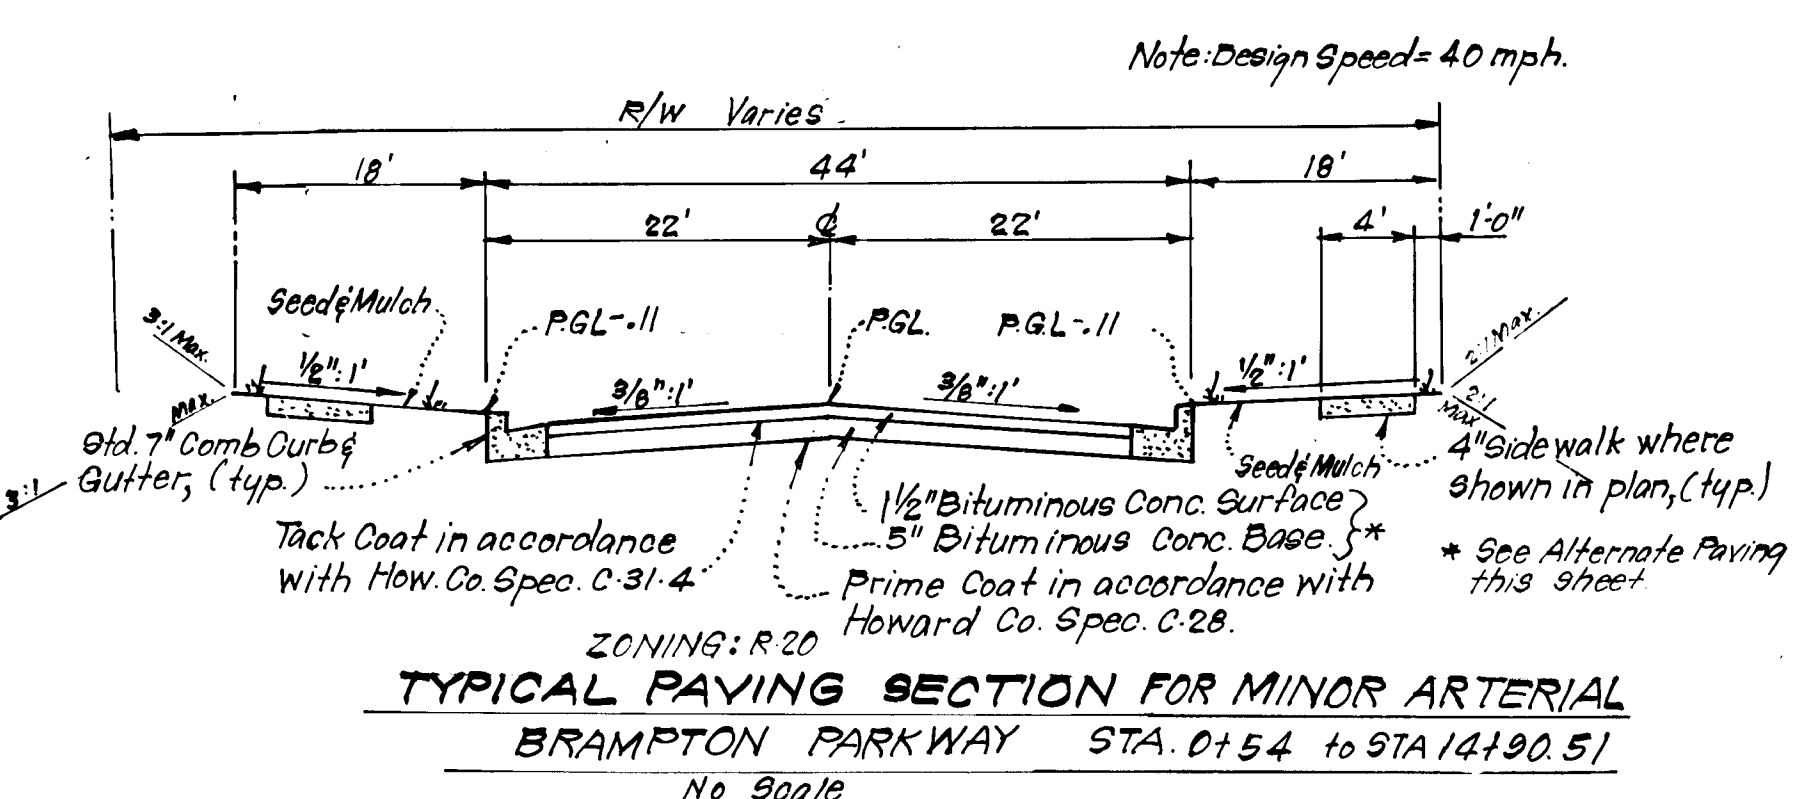 Note: Design Speed = 40 mph.
R/W Varies
18' 44' 18'
22' ℄ 22' 4' 1'-0"
Seed & Mulch
P.G.L -.11 P.G.L. P.G.L -.11
3:1 Max. 2:1 Max.
1/2":1' 3/8":1' 3/8":1' 1/2":1'
Max. 2:1
Max
Std. 7" Comb Curb &
Gutter, (typ.)
3:1
Seed & Mulch
4" Sidewalk where
shown in plan, (typ.)
1½" Bituminous Conc. Surface
5" Bituminous Conc. Base. } *
Tack Coat in accordance
with How. Co. Spec. C-31.4
* See Alternate Paving
this sheet.
Prime Coat in accordance with
Howard Co. Spec. C-28.
ZONING: R-20
TYPICAL PAVING SECTION FOR MINOR ARTERIAL
BRAMPTON PARKWAY STA. 0+54 to STA 14+90.51
No Scale